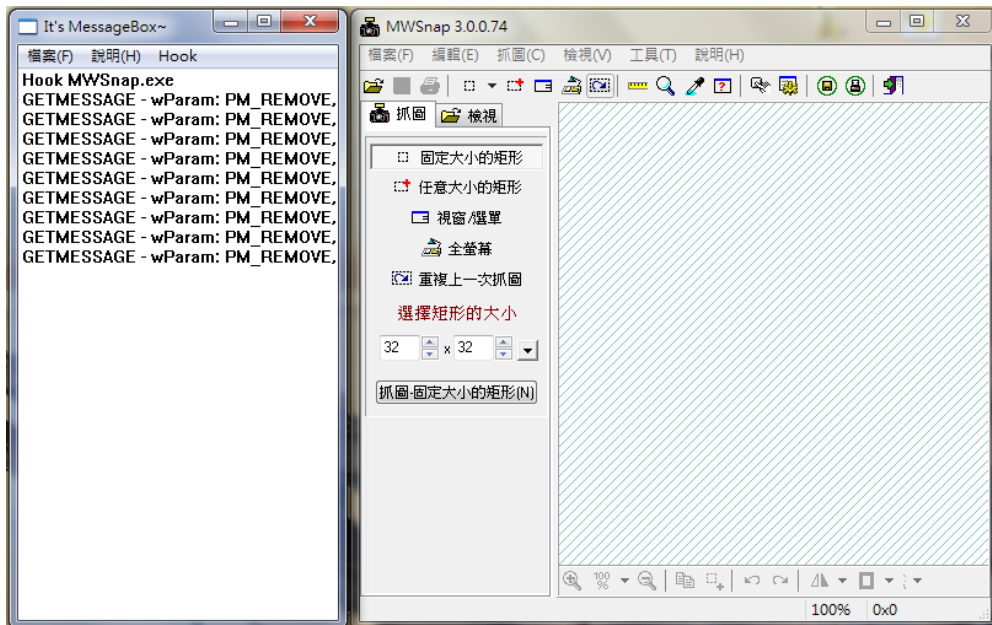 It's MessageBox~
檔案(F) 說明(H) Hook
Hook MWSnap.exe
GETMESSAGE - wParam: PM_REMOVE,
GETMESSAGE - wParam: PM_REMOVE,
GETMESSAGE - wParam: PM_REMOVE,
GETMESSAGE - wParam: PM_REMOVE,
GETMESSAGE - wParam: PM_REMOVE,
GETMESSAGE - wParam: PM_REMOVE,
GETMESSAGE - wParam: PM_REMOVE,
GETMESSAGE - wParam: PM_REMOVE,
GETMESSAGE - wParam: PM_REMOVE,
MWSnap 3.0.0.74
檔案(F) 編輯(E) 抓圖(C) 檢視(V) 工具(T) 說明(H)
抓圖 檢視
固定大小的矩形
任意大小的矩形
視窗/選單
全螢幕
重複上一次抓圖
選擇矩形的大小
32 x 32
抓圖-固定大小的矩形(N)
100%
100% 0x0